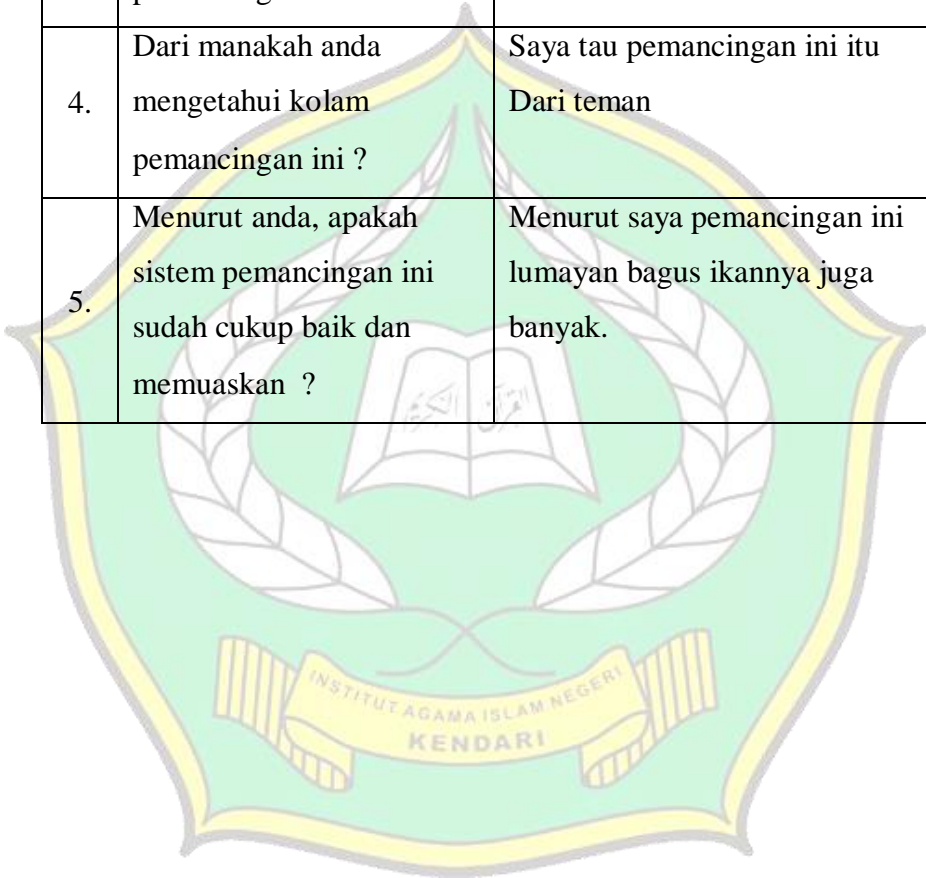 4.
Dari manakah anda
mengetahui kolam
pemancingan ini ?
Saya tau pemancingan ini itu
Dari teman
5.
Menurut anda, apakah
sistem pemancingan ini
sudah cukup baik dan
memuaskan  ?
Menurut saya pemancingan ini
lumayan bagus ikannya juga
banyak.
INSTITUT AGAMA ISLAM NEGERI
KENDARI